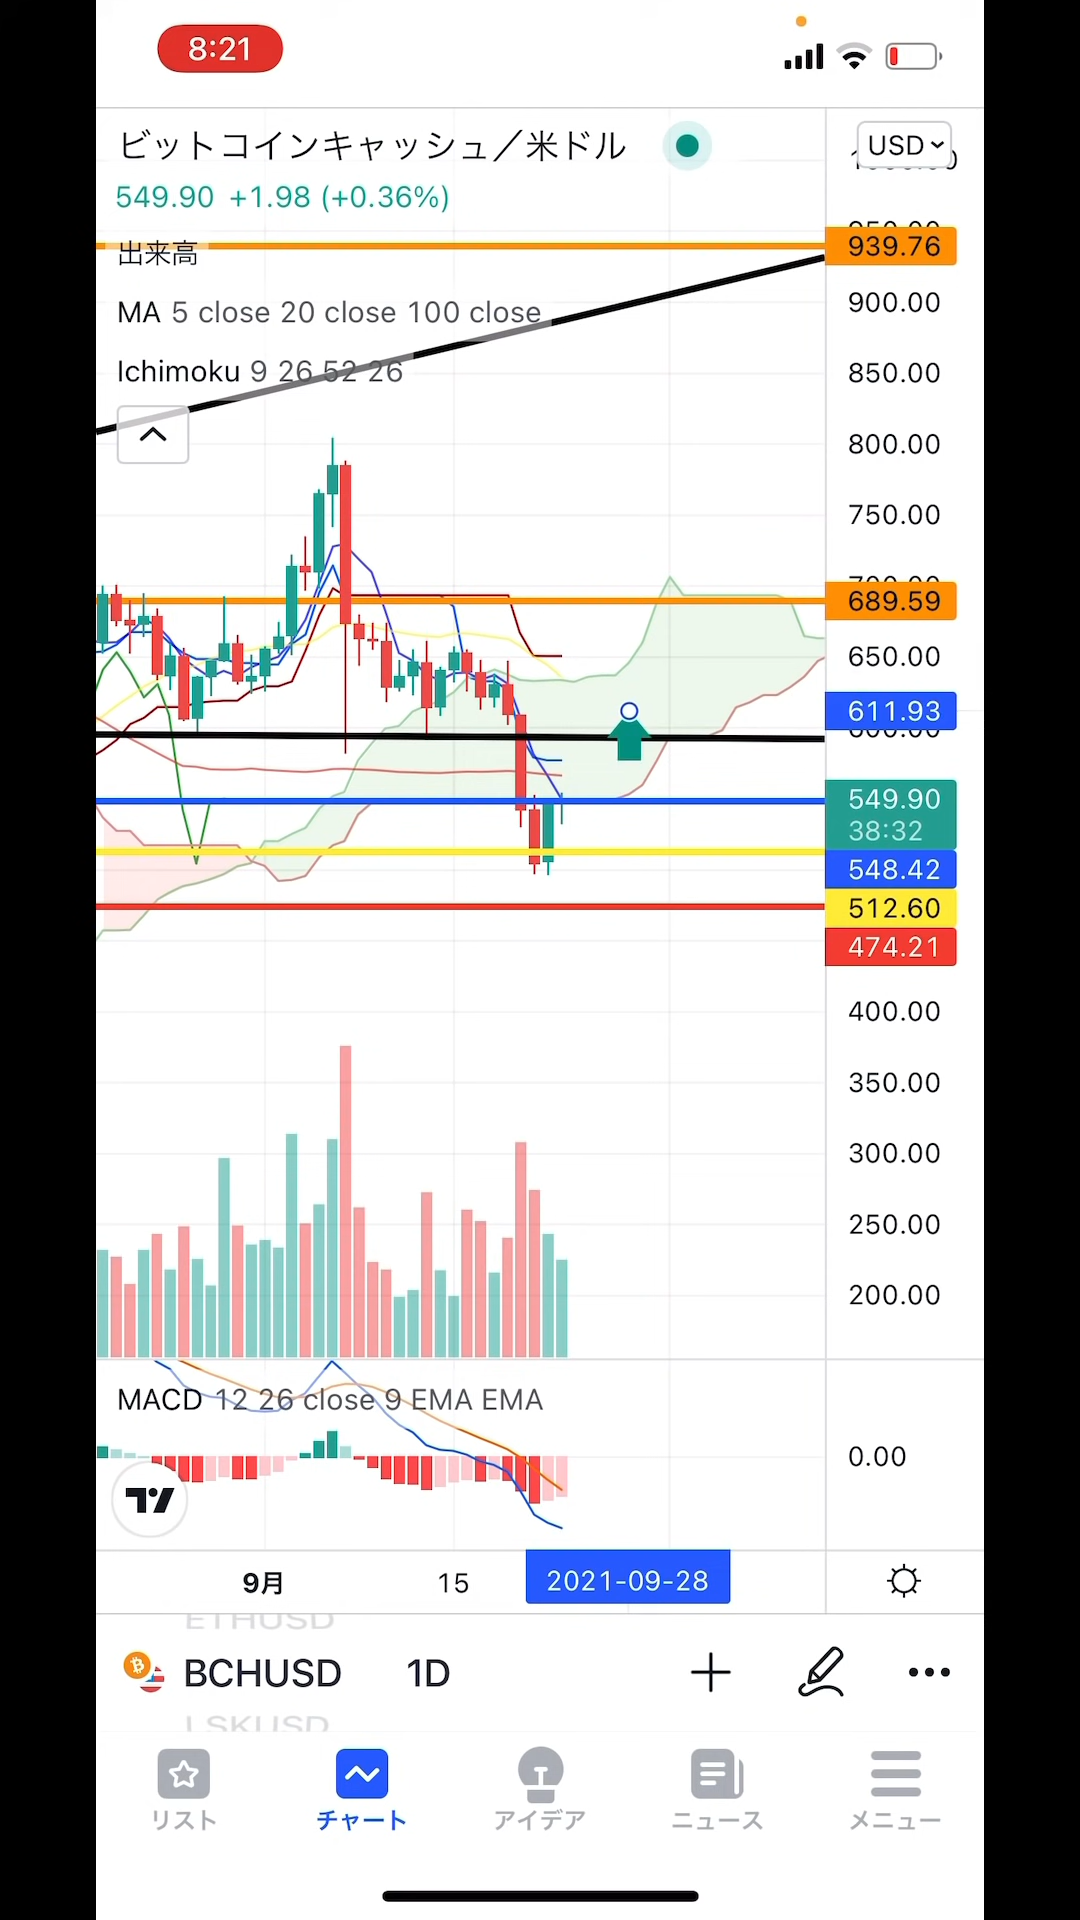 8:21
ビットコインキャッシュ／米ドル
USD
549.90 +1.98 (+0.36%)
出来高
939.76
900.00
MA 5 close 20 close 100 close
Ichimoku 9 26 52 26
850.00
800.00
750.00
689.59
650.00
611.93
549.90
38:32
548.42
512.60
474.21
400.00
350.00
300.00
250.00
200.00
MACD 12 26 close 9 EMA EMA
0.00
9月
15
2021-09-28
ETHUSD
BCHUSD 1D
LSKUSD
リスト
チャート
アイデア
ニュース
メニュー